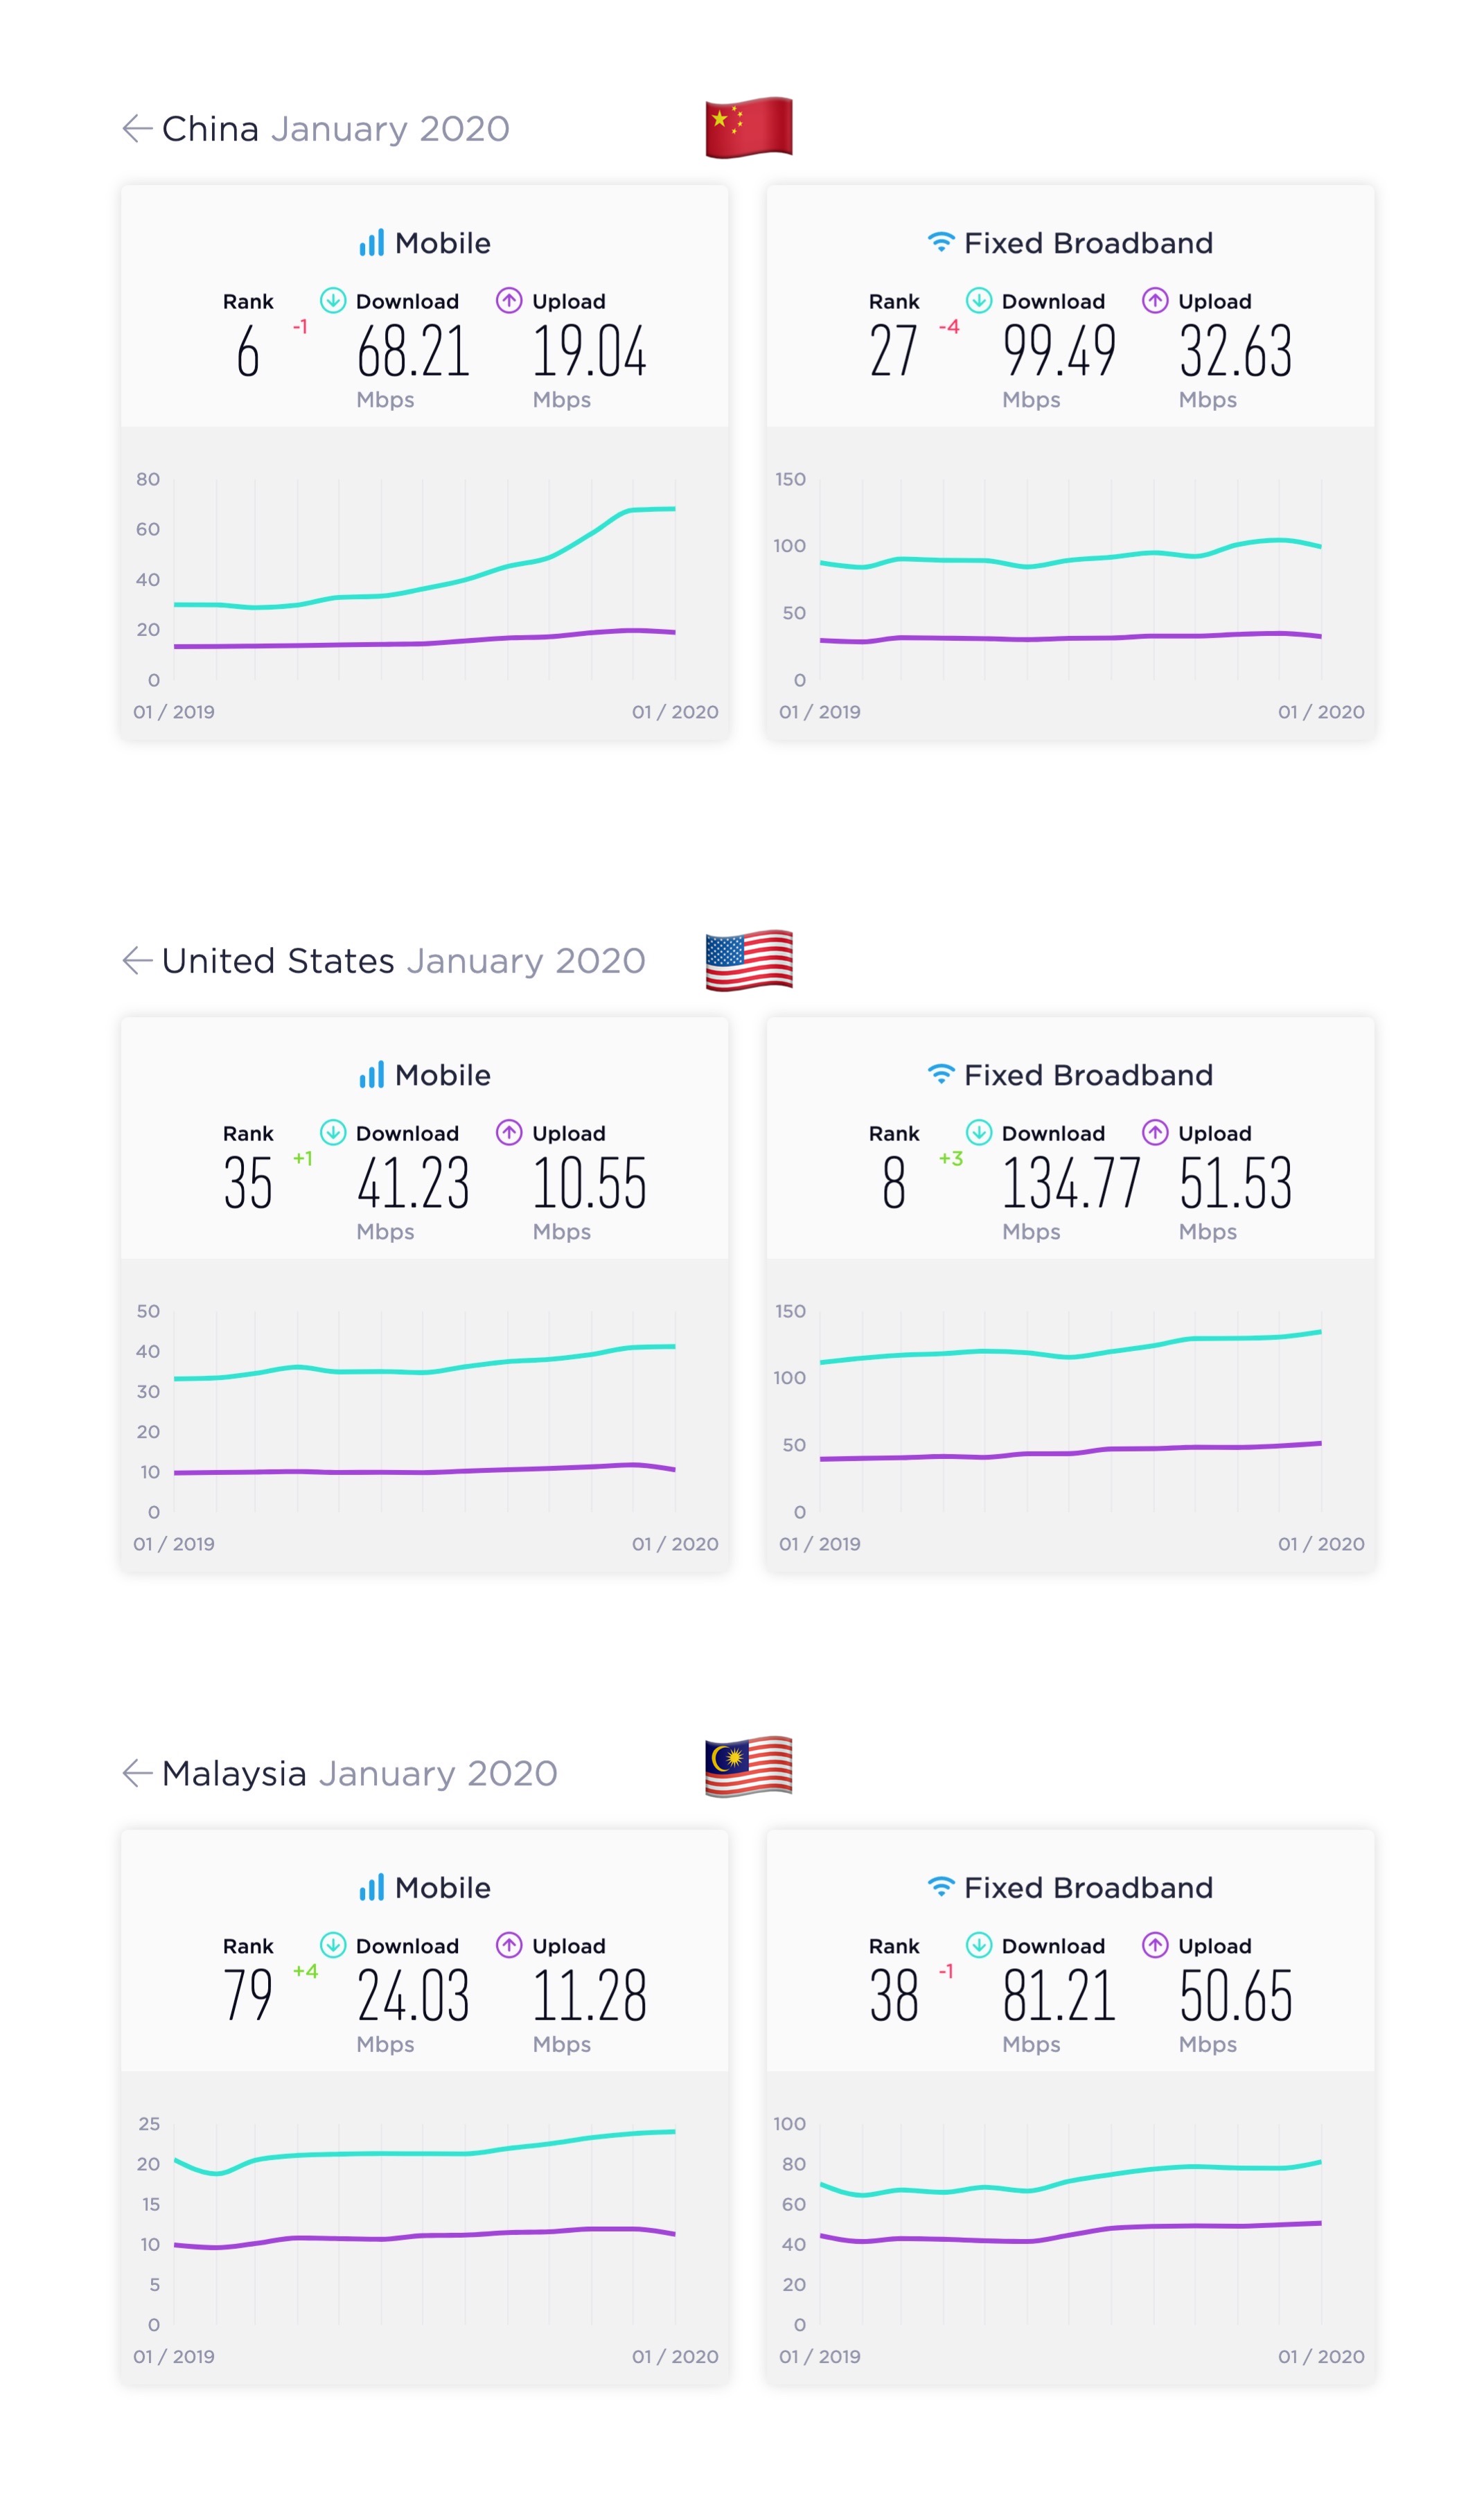 China January 2020
Mobile
Rank Download Upload
6 -1 68.21 19.04
Mbps Mbps
80
60
40
20
0
01 / 2019 01 / 2020
Fixed Broadband
Rank Download Upload
27 -4 99.49 32.63
Mbps Mbps
150
100
50
0
01 / 2019 01 / 2020
United States January 2020
Mobile
Rank Download Upload
35 +1 41.23 10.55
Mbps Mbps
50
40
30
20
10
0
01 / 2019 01 / 2020
Fixed Broadband
Rank Download Upload
8 +3 134.77 51.53
Mbps Mbps
150
100
50
0
01 / 2019 01 / 2020
Malaysia January 2020
Mobile
Rank Download Upload
79 +4 24.03 11.28
Mbps Mbps
25
20
15
10
5
0
01 / 2019 01 / 2020
Fixed Broadband
Rank Download Upload
38 -1 81.21 50.65
Mbps Mbps
100
80
60
40
20
0
01 / 2019 01 / 2020